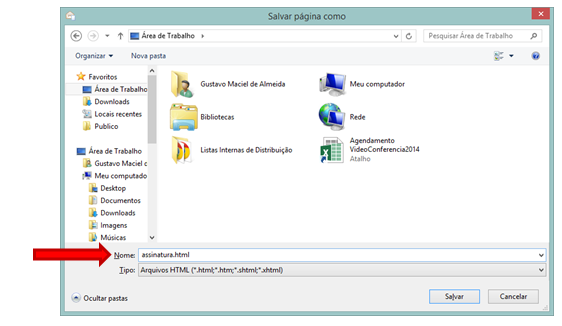 Salvar página como
Área de Trabalho
Pesquisar Área de Trabalho
Organizar
Nova pasta
Favoritos
Área de Trabalho
Downloads
Locais recentes
Publico
Área de Trabalho
Gustavo Maciel d
Meu computado
Desktop
Documentos
Downloads
Imagens
Músicas
Gustavo Maciel de Almeida
Meu computador
Bibliotecas
Rede
Listas Internas de Distribuição
Agendamento
VideoConferencia2014
Atalho
Nome: assinatura.html
Tipo: Arquivos HTML (*.html;*.htm;*.shtml;*.xhtml)
Ocultar pastas
Salvar
Cancelar